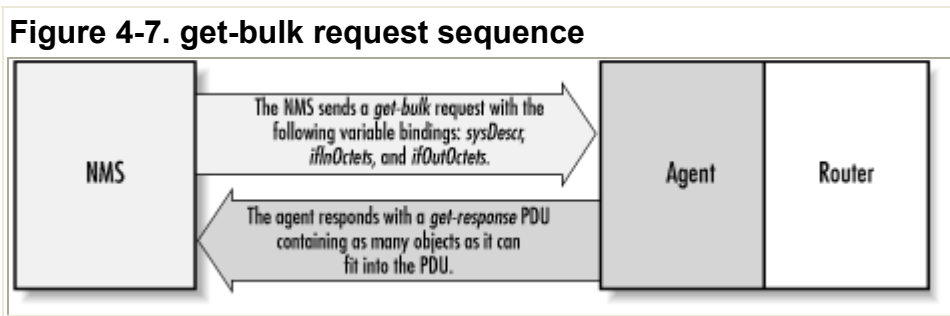 Figure 4-7. get-bulk request sequence
NMS
The NMS sends a get-bulk request with the
following variable bindings: sysDescr,
ifInOctets, and ifOutOctets.
The agent responds with a get-response PDU
containing as many objects as it can
fit into the PDU.
Agent
Router